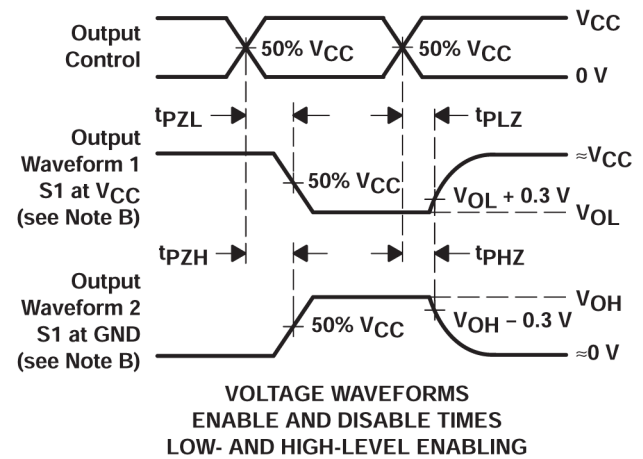 Output
Control
50% VCC
50% VCC
VCC
0 V
tPZL
tPLZ
Output
Waveform 1
S1 at VCC
(see Note B)
50% VCC
VOL + 0.3 V
≈VCC
VOL
tPZH
tPHZ
Output
Waveform 2
S1 at GND
(see Note B)
50% VCC
VOH
VOH − 0.3 V
≈0 V
VOLTAGE WAVEFORMS
ENABLE AND DISABLE TIMES
LOW- AND HIGH-LEVEL ENABLING